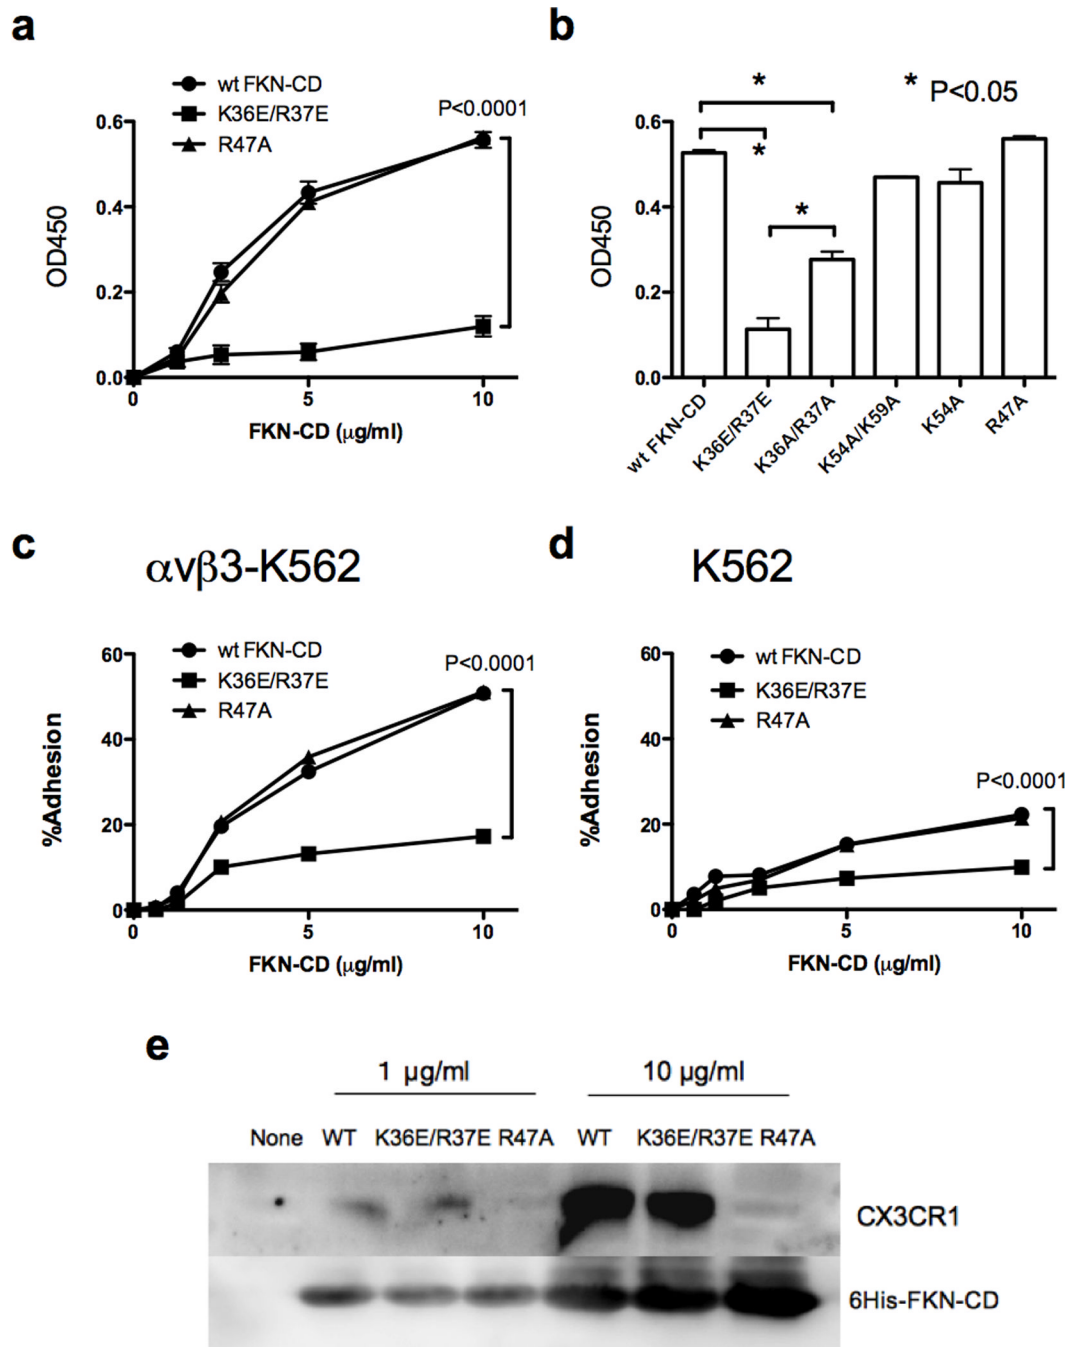 a
wt FKN-CD
K36E/R37E
R47A
P<0.0001
0.6
0.4
0.2
0.0
OD450
0
5
10
FKN-CD (μg/ml)
b
*
*
*
* P<0.05
0.6
0.4
0.2
0.0
OD450
wt FKN-CD
K36E/R37E
K36A/R37A
K54A/K59A
K54A
R47A
c
αvβ3-K562
wt FKN-CD
K36E/R37E
R47A
P<0.0001
60
40
20
0
%Adhesion
0
5
10
FKN-CD (μg/ml)
d
K562
wt FKN-CD
K36E/R37E
R47A
P<0.0001
60
40
20
0
%Adhesion
0
5
10
FKN-CD (μg/ml)
e
1 μg/ml 10 μg/ml
None WT K36E/R37E R47A WT K36E/R37E R47A
CX3CR1
6His-FKN-CD